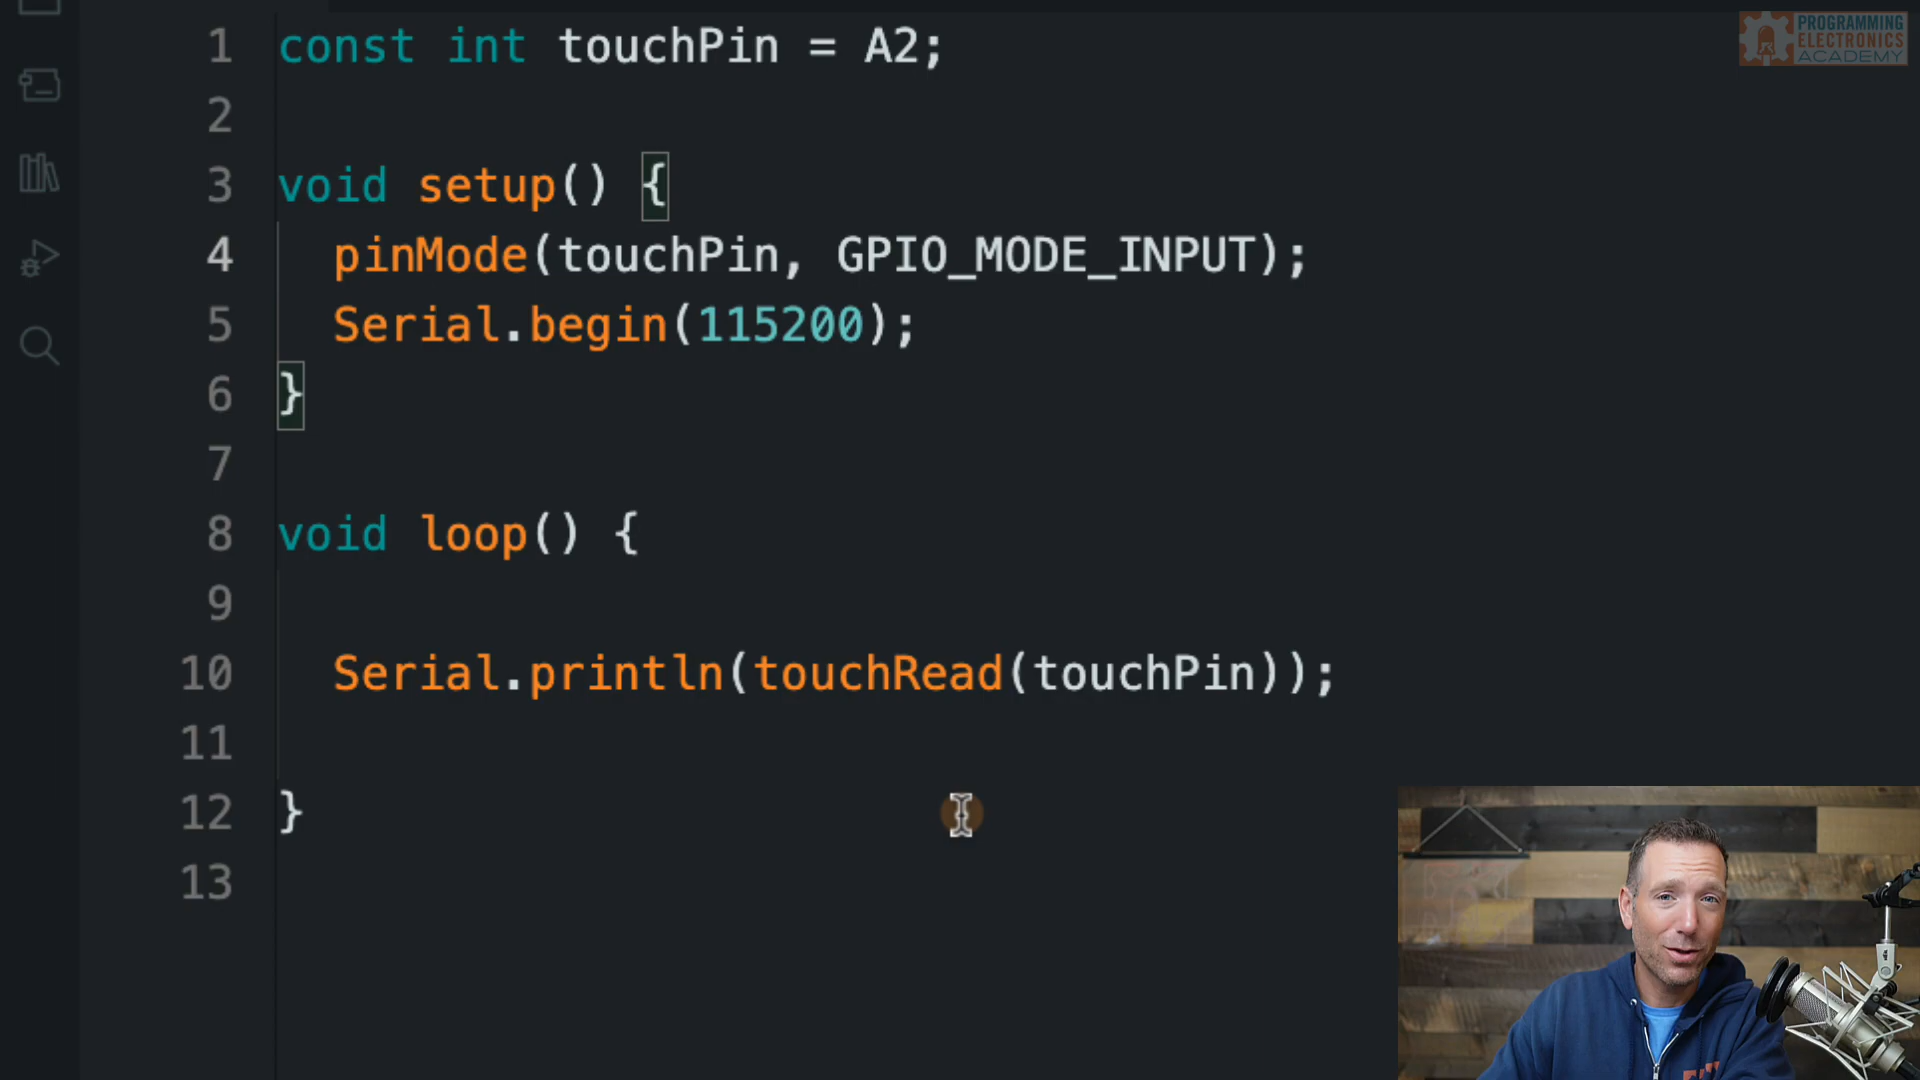 PROGRAMMING
ELECTRONICS
ACADEMY
1 const int touchPin = A2;
2
3 void setup() {
4 pinMode(touchPin, GPIO_MODE_INPUT);
5 Serial.begin(115200);
6 }
7
8 void loop() {
9
10 Serial.println(touchRead(touchPin));
11
12 }
13